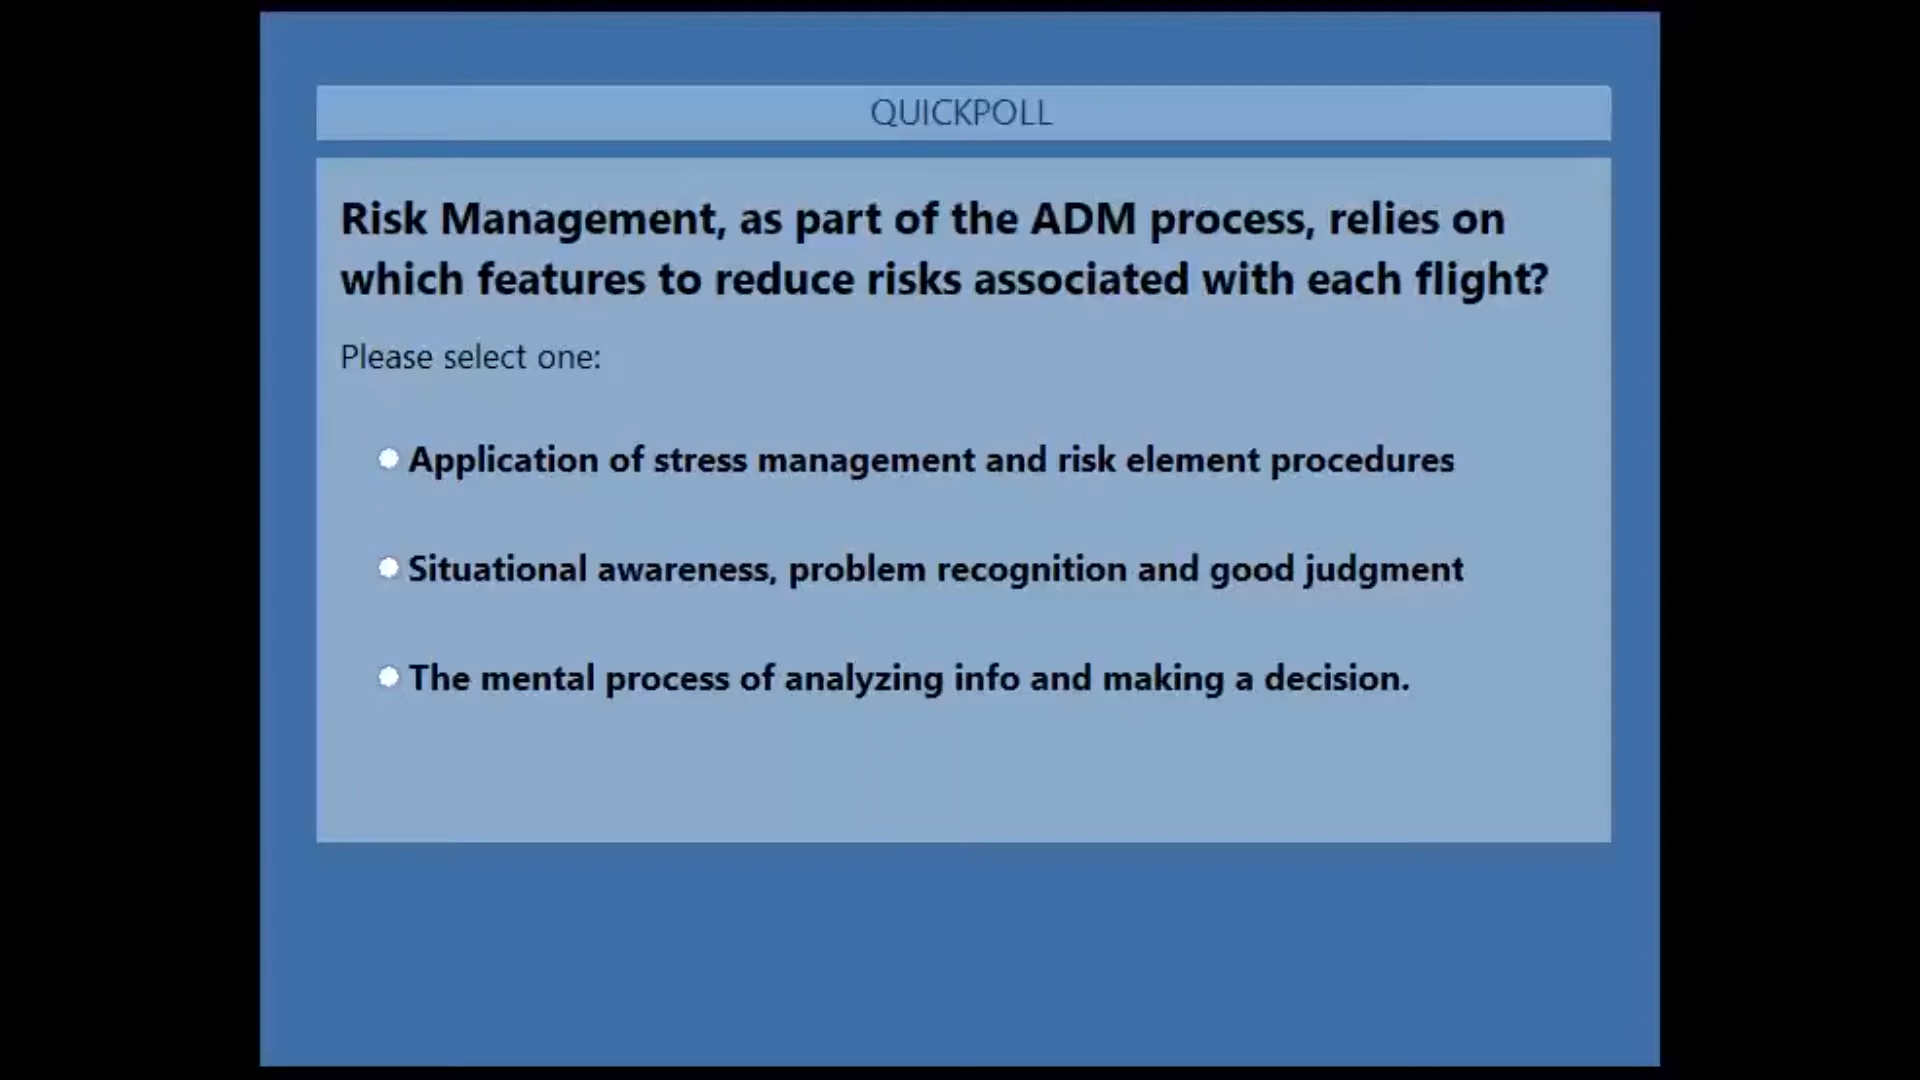 QUICKPOLL
Risk Management, as part of the ADM process, relies on
which features to reduce risks associated with each flight?
Please select one:
Application of stress management and risk element procedures
Situational awareness, problem recognition and good judgment
The mental process of analyzing info and making a decision.